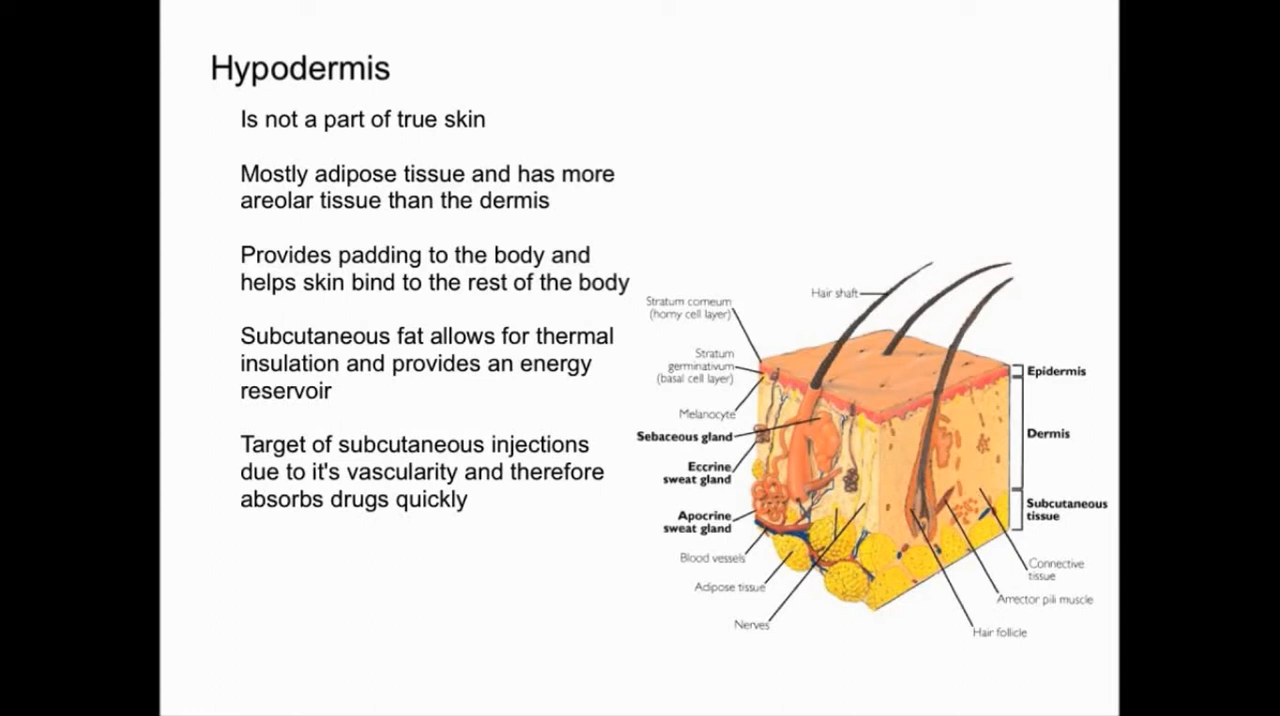 Hypodermis
Is not a part of true skin
Mostly adipose tissue and has more
areolar tissue than the dermis
Provides padding to the body and
helps skin bind to the rest of the body
Subcutaneous fat allows for thermal
insulation and provides an energy
reservoir
Target of subcutaneous injections
due to it's vascularity and therefore
absorbs drugs quickly
Hair shaft
Stratum corneum
(horny cell layer)
Stratum
germinativum
(basal cell layer)
Melanocyte
Sebaceous gland
Eccrine
sweat gland
Apocrine
sweat gland
Blood vessels
Adipose tissue
Nerves
Epidermis
Dermis
Subcutaneous
tissue
Connective
tissue
Arrector pili muscle
Hair follicle